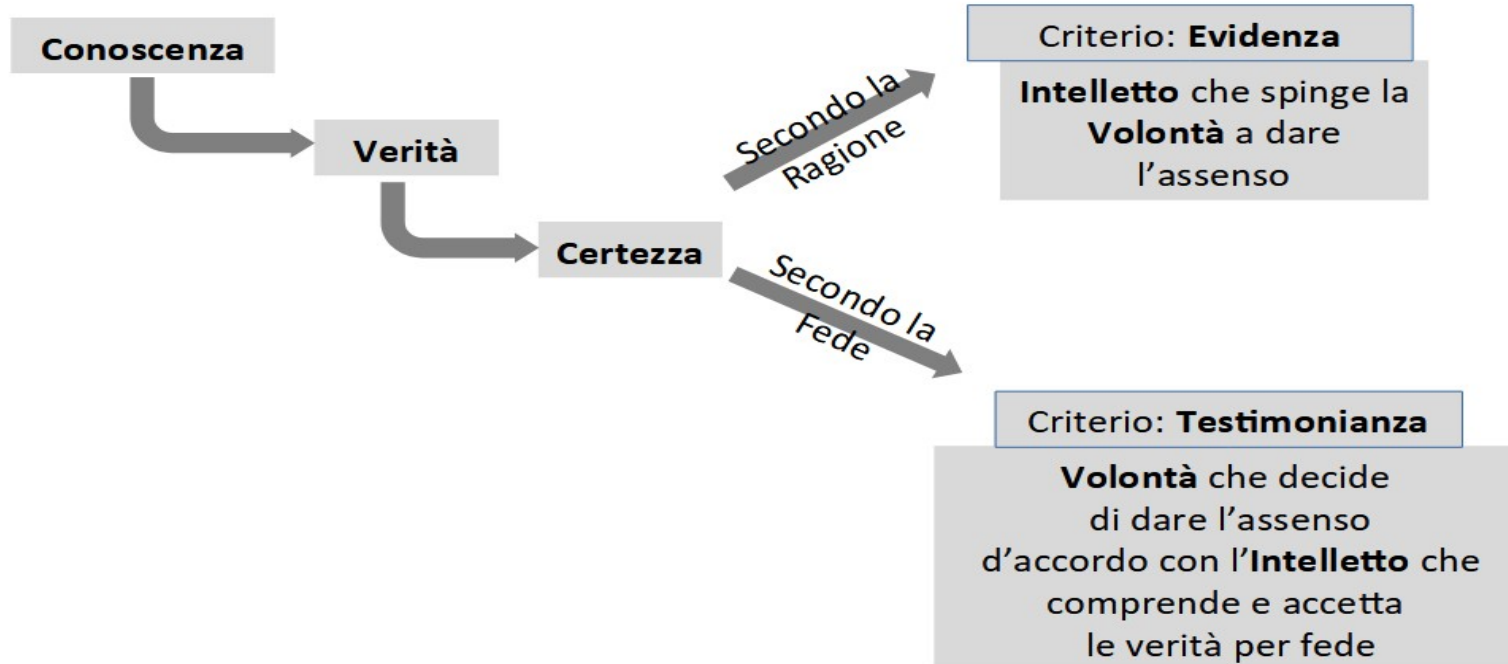 Conoscenza
Verità
Certezza
Secondo la
Ragione
Criterio: Evidenza
Intelletto che spinge la
Volontà a dare
l’assenso
Secondo la
Fede
Criterio: Testimonianza
Volontà che decide
di dare l’assenso
d’accordo con l’Intelletto che
comprende e accetta
le verità per fede